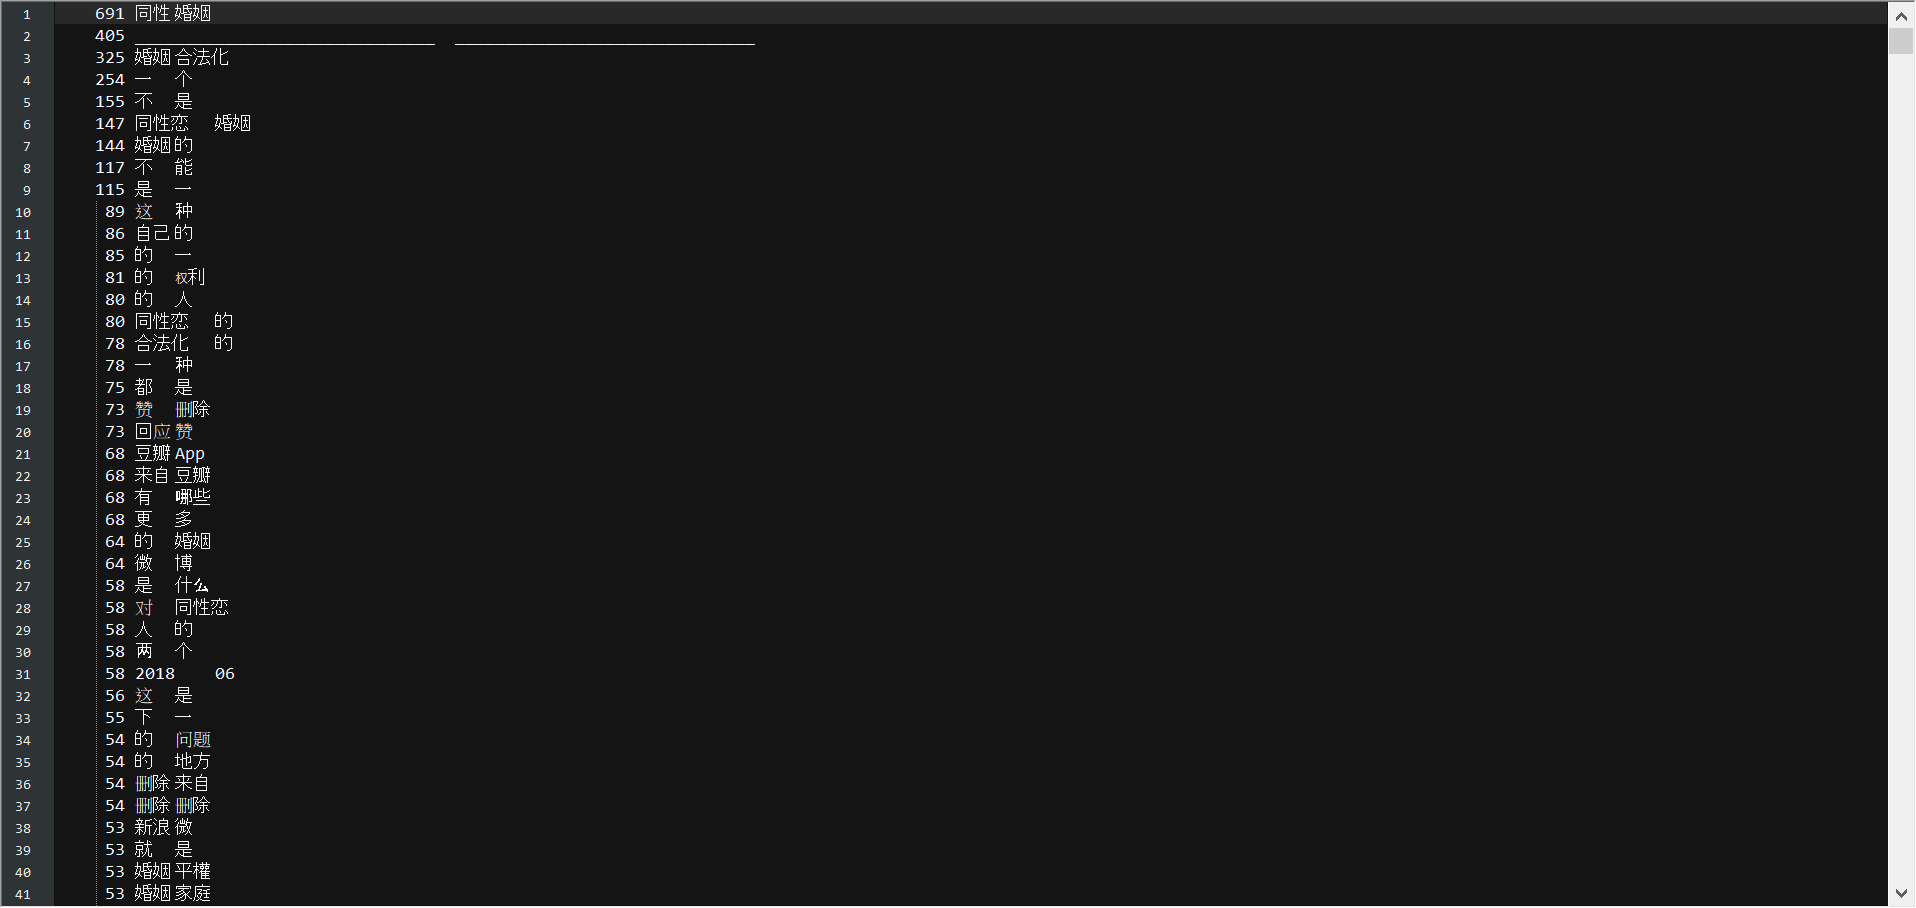 1 691 同性 婚姻
2 405 ______________________________ ______________________________
3 325 婚姻 合法化
4 254 一 个
5 155 不 是
6 147 同性恋 婚姻
7 144 婚姻 的
8 117 不 能
9 115 是 一
10 89 这 种
11 86 自己 的
12 85 的 一
13 81 的 权利
14 80 的 人
15 80 同性恋 的
16 78 合法化 的
17 78 一 种
18 75 都 是
19 73 赞 删除
20 73 回应 赞
21 68 豆瓣 App
22 68 来自 豆瓣
23 68 有 哪些
24 68 更 多
25 64 的 婚姻
26 64 微 博
27 58 是 什么
28 58 对 同性恋
29 58 人 的
30 58 两 个
31 58 2018 06
32 56 这 是
33 55 下 一
34 54 的 问题
35 54 的 地方
36 54 删除 来自
37 54 删除 删除
38 53 新浪 微
39 53 就 是
40 53 婚姻 平權
41 53 婚姻 家庭